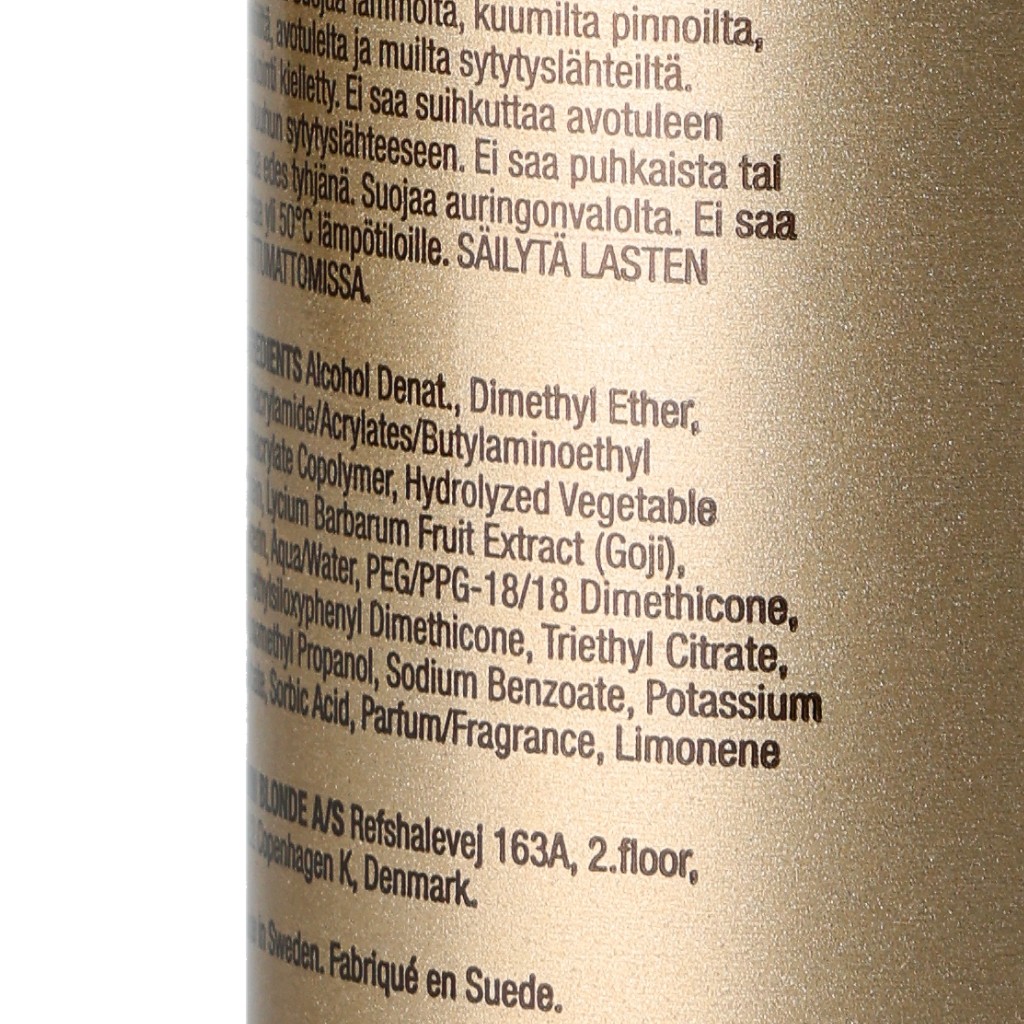 lämmöltä, kuumilta pinnoilta,
avotulelta ja muilta sytytyslähteiltä.
kielletty. Ei saa suihkuttaa avotuleen
sytytyslähteeseen. Ei saa puhkaista tai
edes tyhjänä. Suojaa auringonvalolta. Ei saa
yli 50°C lämpötiloille. SÄILYTÄ LASTEN
Alcohol Denat., Dimethyl Ether,
/Acrylates/Butylaminoethyl
Copolymer, Hydrolyzed Vegetable
Lycium Barbarum Fruit Extract (Goji),
Aqua/Water, PEG/PPG-18/18 Dimethicone,
Dimethicone, Triethyl Citrate,
Propanol, Sodium Benzoate, Potassium
Sorbic Acid, Parfum/Fragrance, Limonene
BLONDE A/S Refshalevej 163A, 2.floor,
Copenhagen K, Denmark.
in Sweden. Fabriqué en Suede.